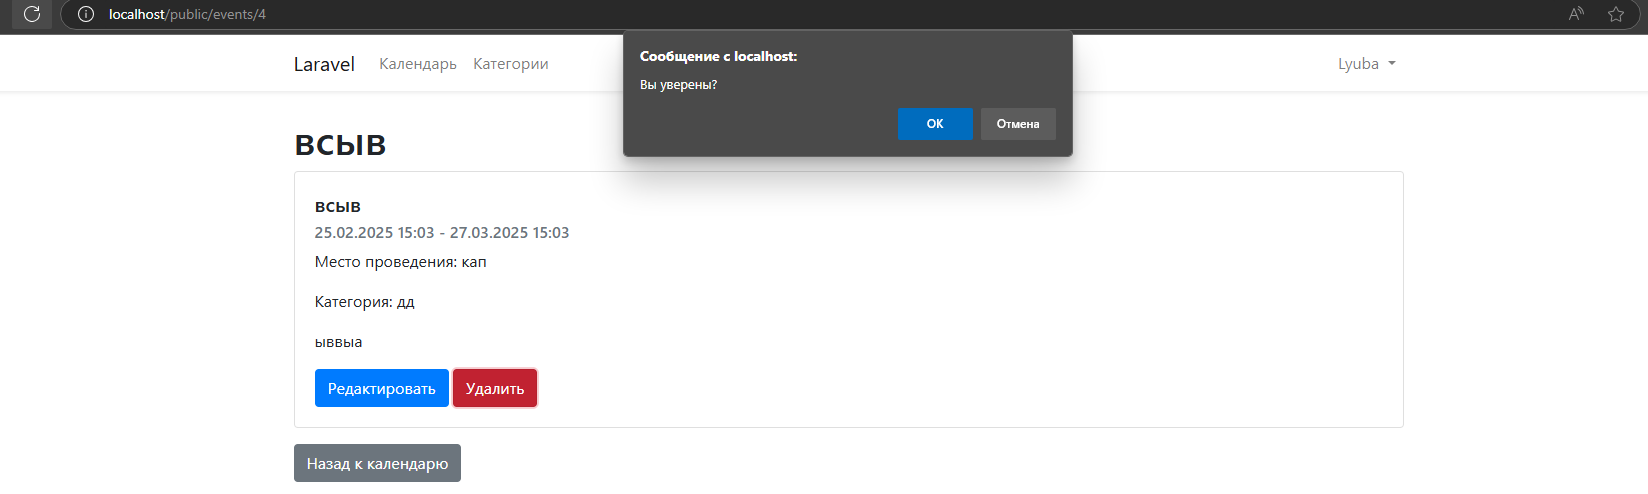 localhost/public/events/4
Сообщение с localhost:
Вы уверены?
ОК Отмена
Laravel Календарь Категории Lyuba
всыв
всыв
25.02.2025 15:03 - 27.03.2025 15:03
Место проведения: кап
Категория: дд
ыввыа
Редактировать Удалить
Назад к календарю